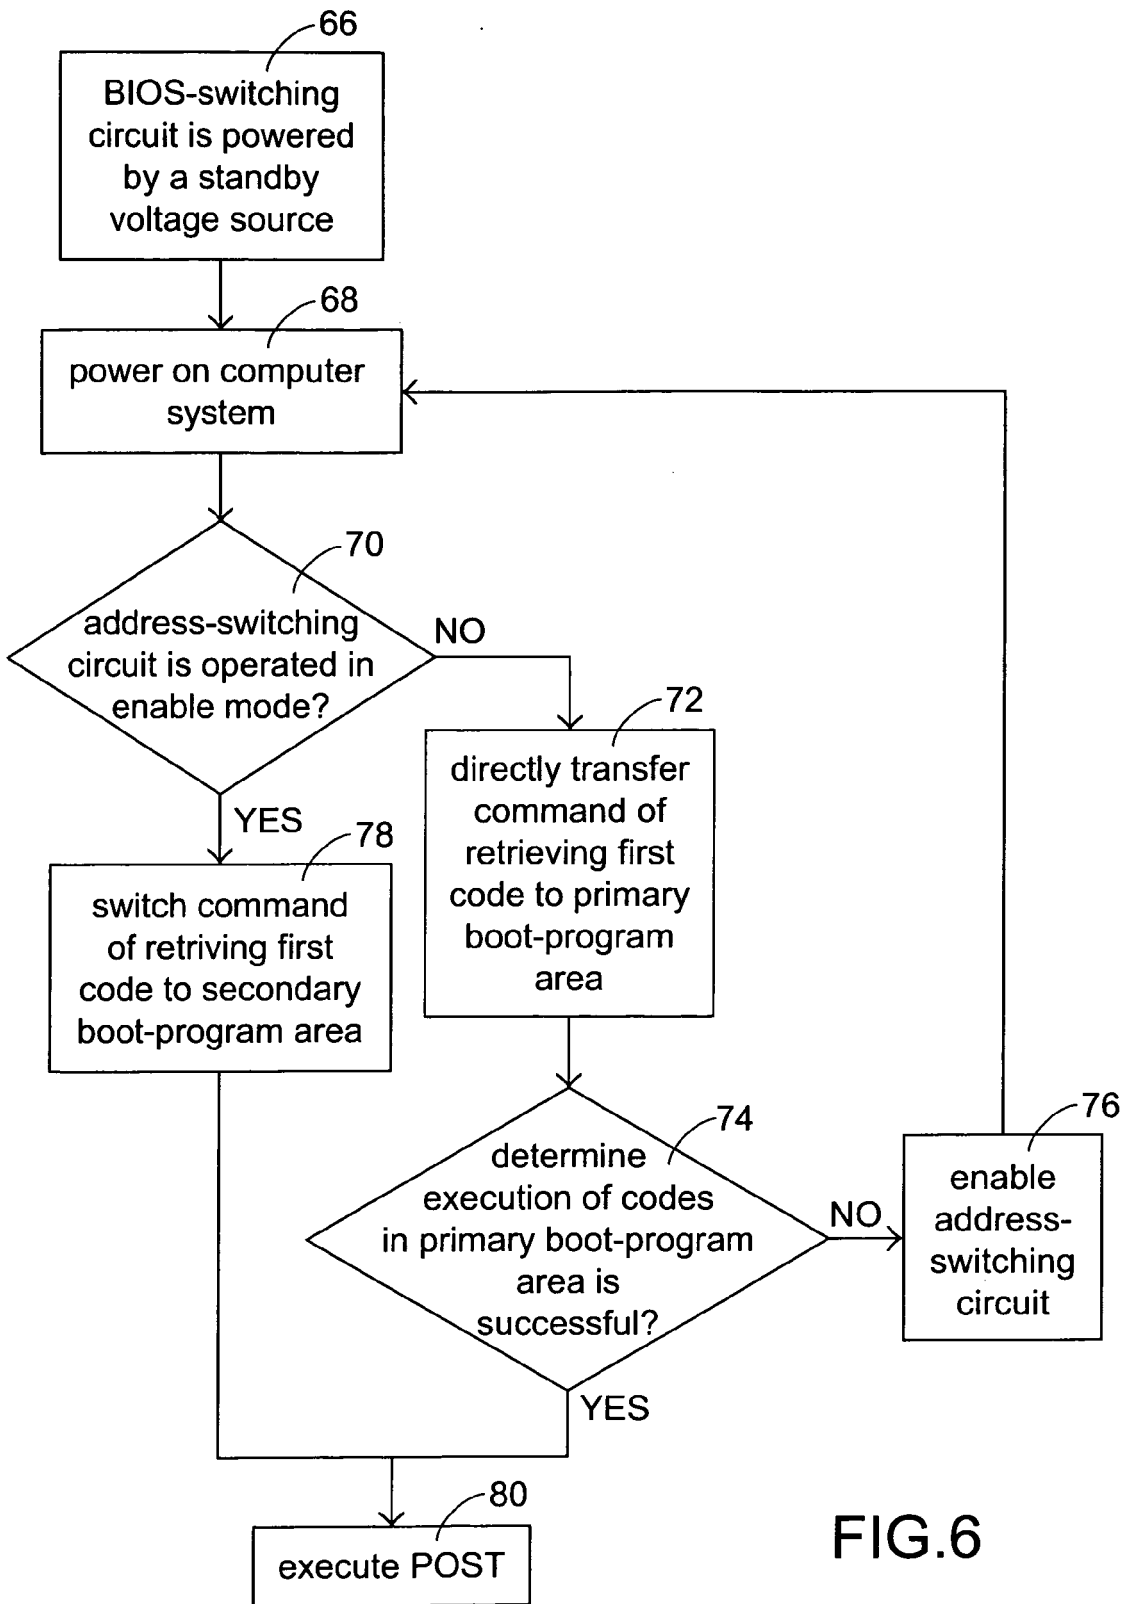 66
BIOS-switching
circuit is powered
by a standby
voltage source
68
power on computer
system
70
address-switching
circuit is operated in
enable mode?
NO
YES
72
directly transfer
command of
retrieving first
code to primary
boot-program
area
78
switch command
of retriving first
code to secondary
boot-program area
74
determine
execution of codes
in primary boot-program
area is
successful?
NO
YES
76
enable
address-
switching
circuit
80
execute POST
FIG.6